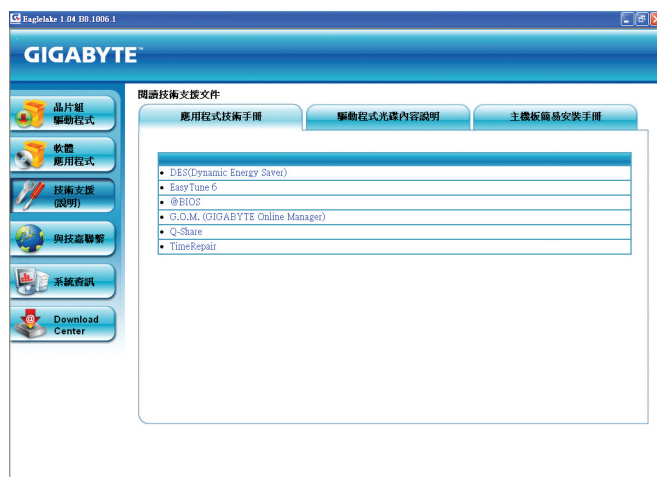 Eaglelake 1.04 B8.1006.1
GIGABYTE™
閱讀技術支援文件
晶片組
驅動程式
軟體
應用程式
技術支援
(說明)
與技嘉聯繫
系統資訊
Download
Center
應用程式技術手冊
驅動程式光碟內容說明
主機板簡易安裝手冊
• DES(Dynamic Energy Saver)
• EasyTune 6
• @BIOS
• G.O.M. (GIGABYTE Online Manager)
• Q-Share
• TimeRepair